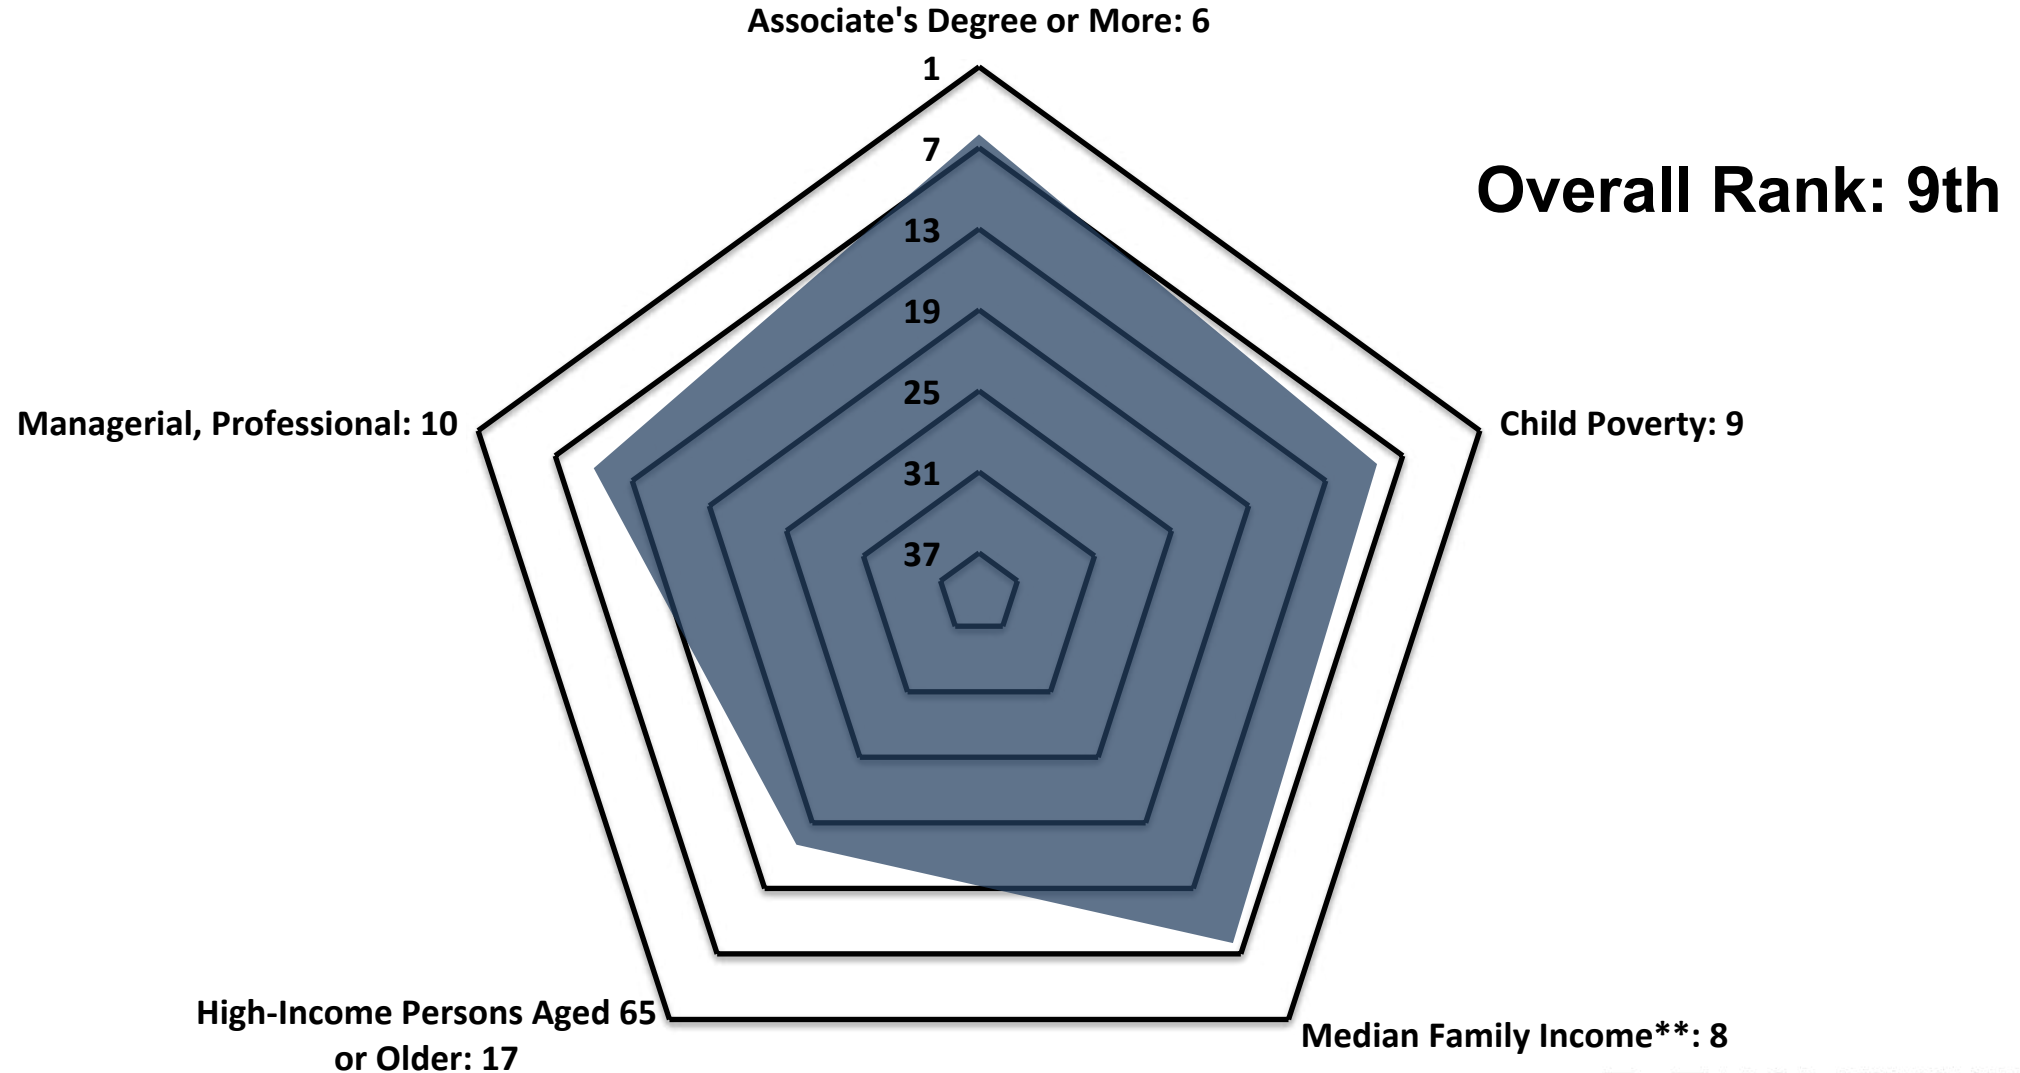 Associate's Degree or More: 6
1
7
Overall Rank: 9th
13
19
25
Managerial, Professional: 10
Child Poverty: 9
31
37
High-Income Persons Aged 65
or Older: 17
Median Family Income**: 8